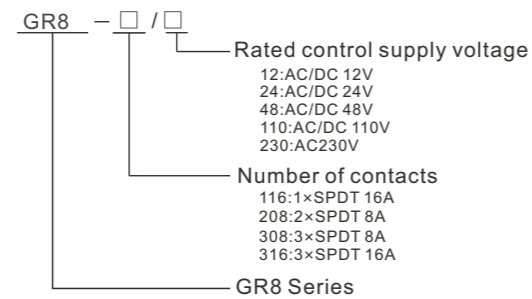 GR8 – □ / □
Rated control supply voltage
12:AC/DC 12V
24:AC/DC 24V
48:AC/DC 48V
110:AC/DC 110V
230:AC230V
Number of contacts
116:1×SPDT 16A
208:2×SPDT 8A
308:3×SPDT 8A
316:3×SPDT 16A
GR8 Series